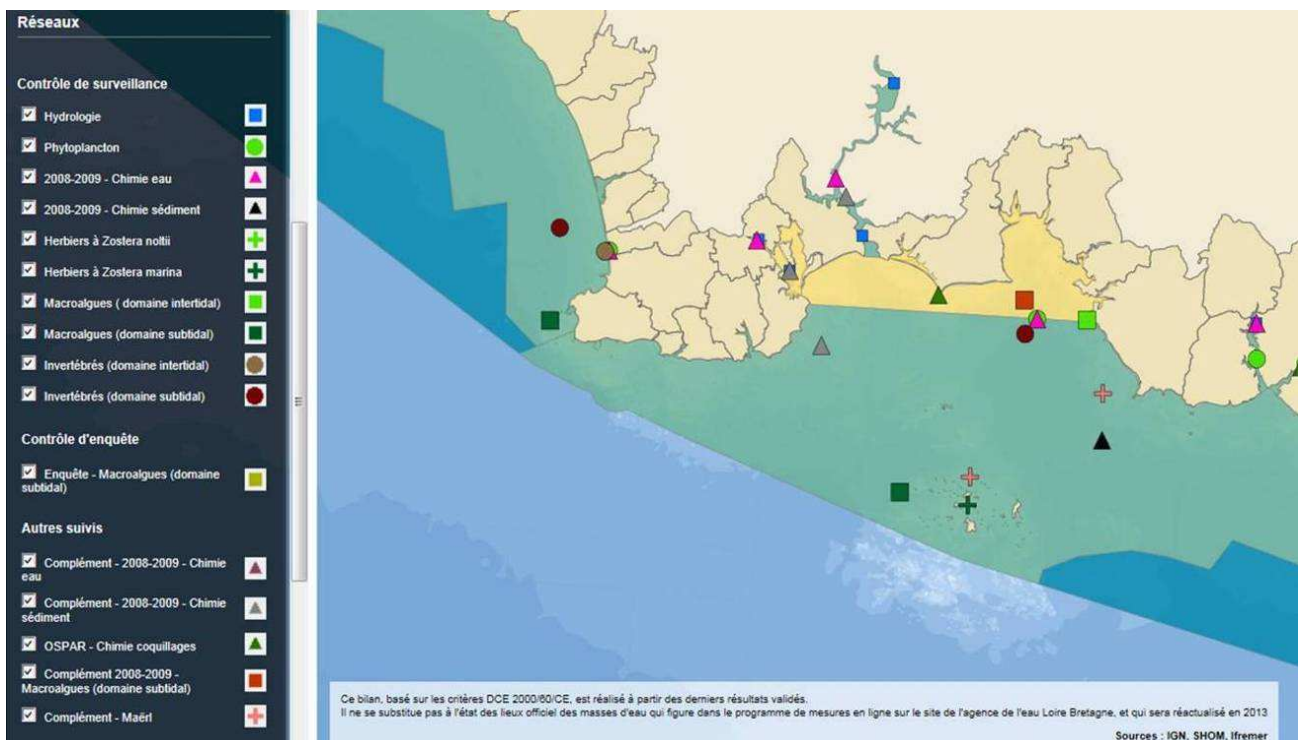 Réseaux
Contrôle de surveillance
Hydrologie
Phytoplancton
2008-2009 - Chimie eau
2008-2009 - Chimie sédiment
Herbiers à Zostera noltii
Herbiers à Zostera marina
Macroalgues ( domaine intertidal)
Macroalgues (domaine subtidal)
Invertébrés (domaine intertidal)
Invertébrés (domaine subtidal)
Contrôle d'enquête
Enquête - Macroalgues (domaine
subtidal)
Autres suivis
Complément - 2008-2009 - Chimie
eau
Complément - 2008-2009 - Chimie
sédiment
OSPAR - Chimie coquillages
Complément 2008-2009 -
Macroalgues (domaine subtidal)
Complément - Maërl
Ce bilan, basé sur les critères DCE 2000/60/CE, est réalisé à partir des derniers résultats validés.
Il ne se substitue pas à l'état des lieux officiel des masses d'eau qui figure dans le programme de mesures en ligne sur le site de l'agence de l'eau Loire Bretagne, et qui sera réactualisé en 2013
Sources : IGN, SHOM, Ifremer